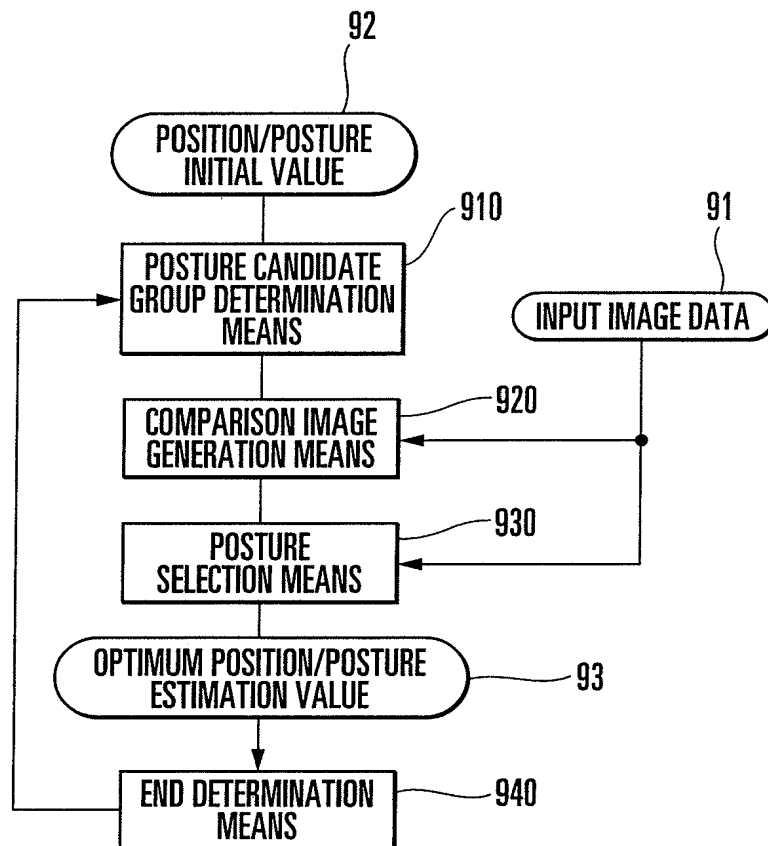 92
POSITION/POSTURE
INITIAL VALUE
910
POSTURE CANDIDATE
GROUP DETERMINATION
MEANS
91
INPUT IMAGE DATA
920
COMPARISON IMAGE
GENERATION MEANS
930
POSTURE
SELECTION MEANS
OPTIMUM POSITION/POSTURE
ESTIMATION VALUE
93
END DETERMINATION
MEANS
940